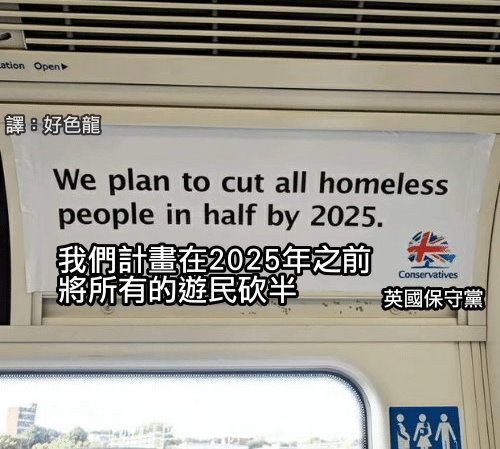 Open▶
譯：好色龍
We plan to cut all homeless
people in half by 2025.
我們計畫在2025年之前
將所有的遊民砍半
Conservatives
英國保守黨